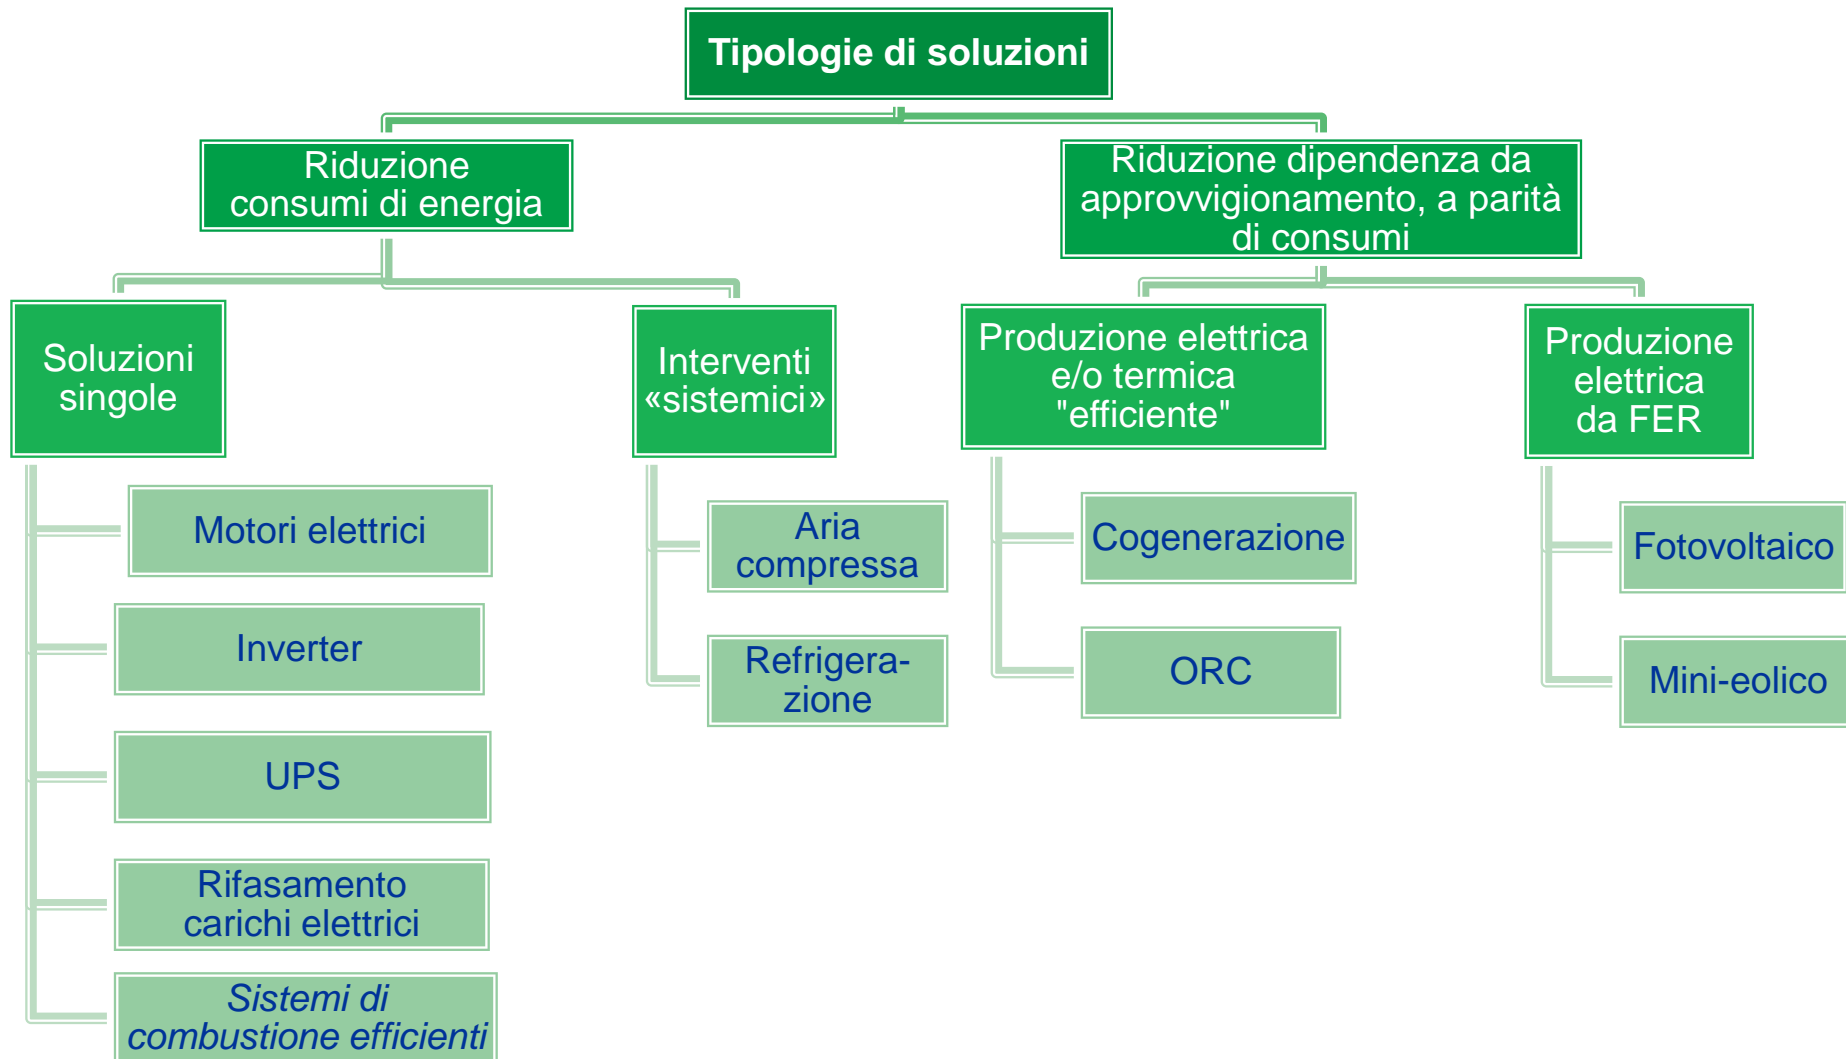 Tipologie di soluzioni
Riduzione
consumi di energia
Riduzione dipendenza da
approvvigionamento, a parità
di consumi
Soluzioni
singole
Interventi
«sistemici»
Produzione elettrica
e/o termica
"efficiente"
Produzione
elettrica
da FER
Motori elettrici
Inverter
UPS
Rifasamento
carichi elettrici
Sistemi di
combustione efficienti
Aria
compressa
Refrigera-
zione
Cogenerazione
ORC
Fotovoltaico
Mini-eolico